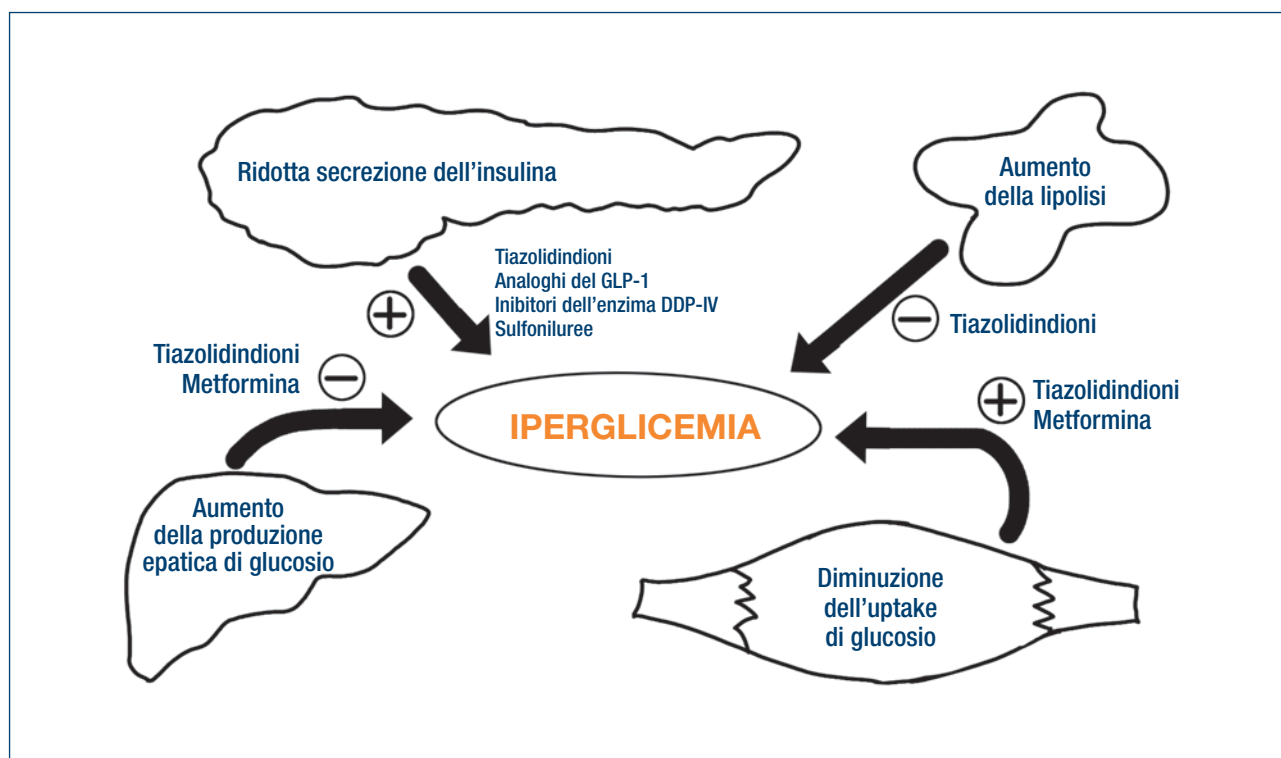 Ridotta secrezione dell'insulina
Aumento
della lipolisi
Tiazolidindioni
Analoghi del GLP-1
Inibitori dell'enzima DDP-IV
Sulfoniluree
+
− Tiazolidindioni
Tiazolidindioni
Metformina
−
+
Tiazolidindioni
Metformina
IPERGLICEMIA
Aumento
della produzione
epatica di glucosio
Diminuzione
dell'uptake
di glucosio